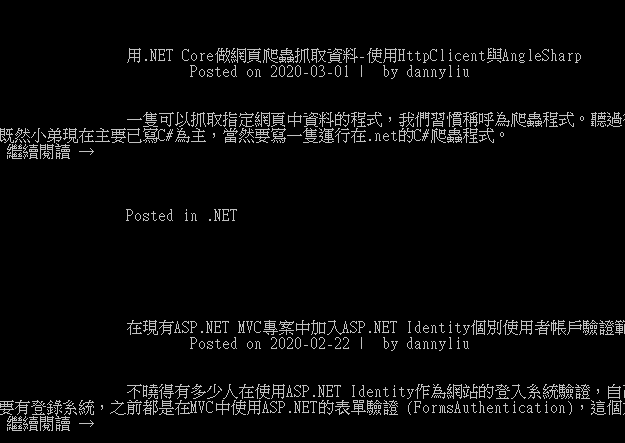 用.NET Core做網頁爬蟲抓取資料-使用HttpClicent與AngleSharp
Posted on 2020-03-01 | by dannyliu
一隻可以抓取指定網頁中資料的程式，我們習慣稱呼為爬蟲程式。聽過
既然小弟現在主要已寫C#為主，當然要寫一隻運行在.net的C#爬蟲程式。
繼續閱讀 →
Posted in .NET
在現有ASP.NET MVC專案中加入ASP.NET Identity個別使用者帳戶驗證範
Posted on 2020-02-22 | by dannyliu
不曉得有多少人在使用ASP.NET Identity作為網站的登入系統驗證，自
要有登錄系統，之前都是在MVC中使用ASP.NET的表單驗證 (FormsAuthentication)，這個
繼續閱讀 →